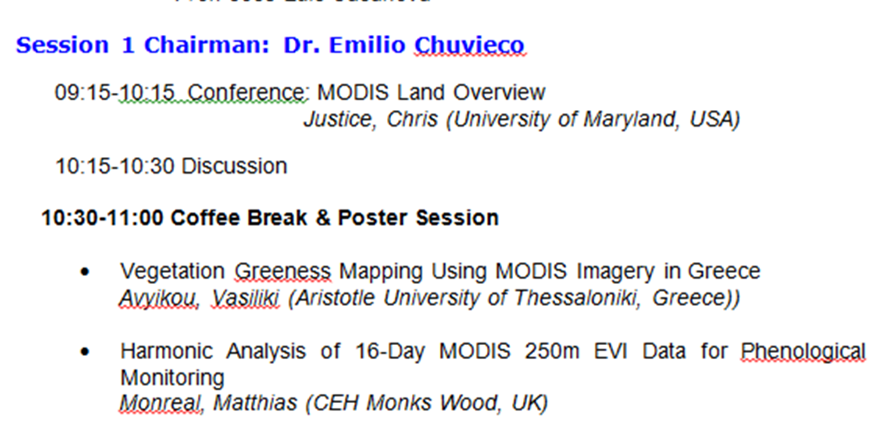 Session 1 Chairman: Dr. Emilio Chuvieco
09:15-10:15 Conference: MODIS Land Overview
Justice, Chris (University of Maryland, USA)
10:15-10:30 Discussion
10:30-11:00 Coffee Break & Poster Session
• Vegetation Greeness Mapping Using MODIS Imagery in Greece
Avyikou, Vasiliki (Aristotle University of Thessaloniki, Greece))
• Harmonic Analysis of 16-Day MODIS 250m EVI Data for Phenological
Monitoring
Monreal, Matthias (CEH Monks Wood, UK)